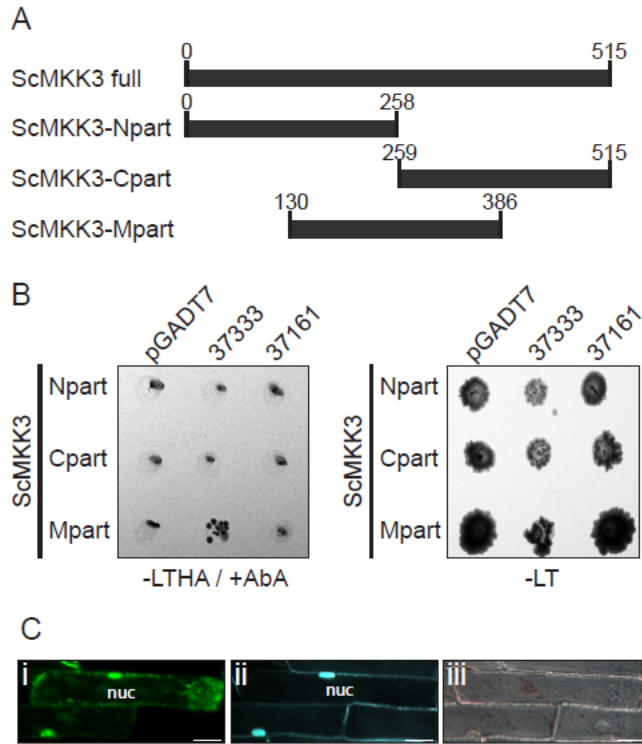 A
0 515
ScMKK3 full
0 258
ScMKK3-Npart
259 515
ScMKK3-Cpart
130 386
ScMKK3-Mpart
B
pGADT7 37333 37161 pGADT7 37333 37161
ScMKK3 Npart ScMKK3 Npart
Cpart Cpart
Mpart Mpart
-LTHA / +AbA -LT
C
i ii iii
nuc nuc